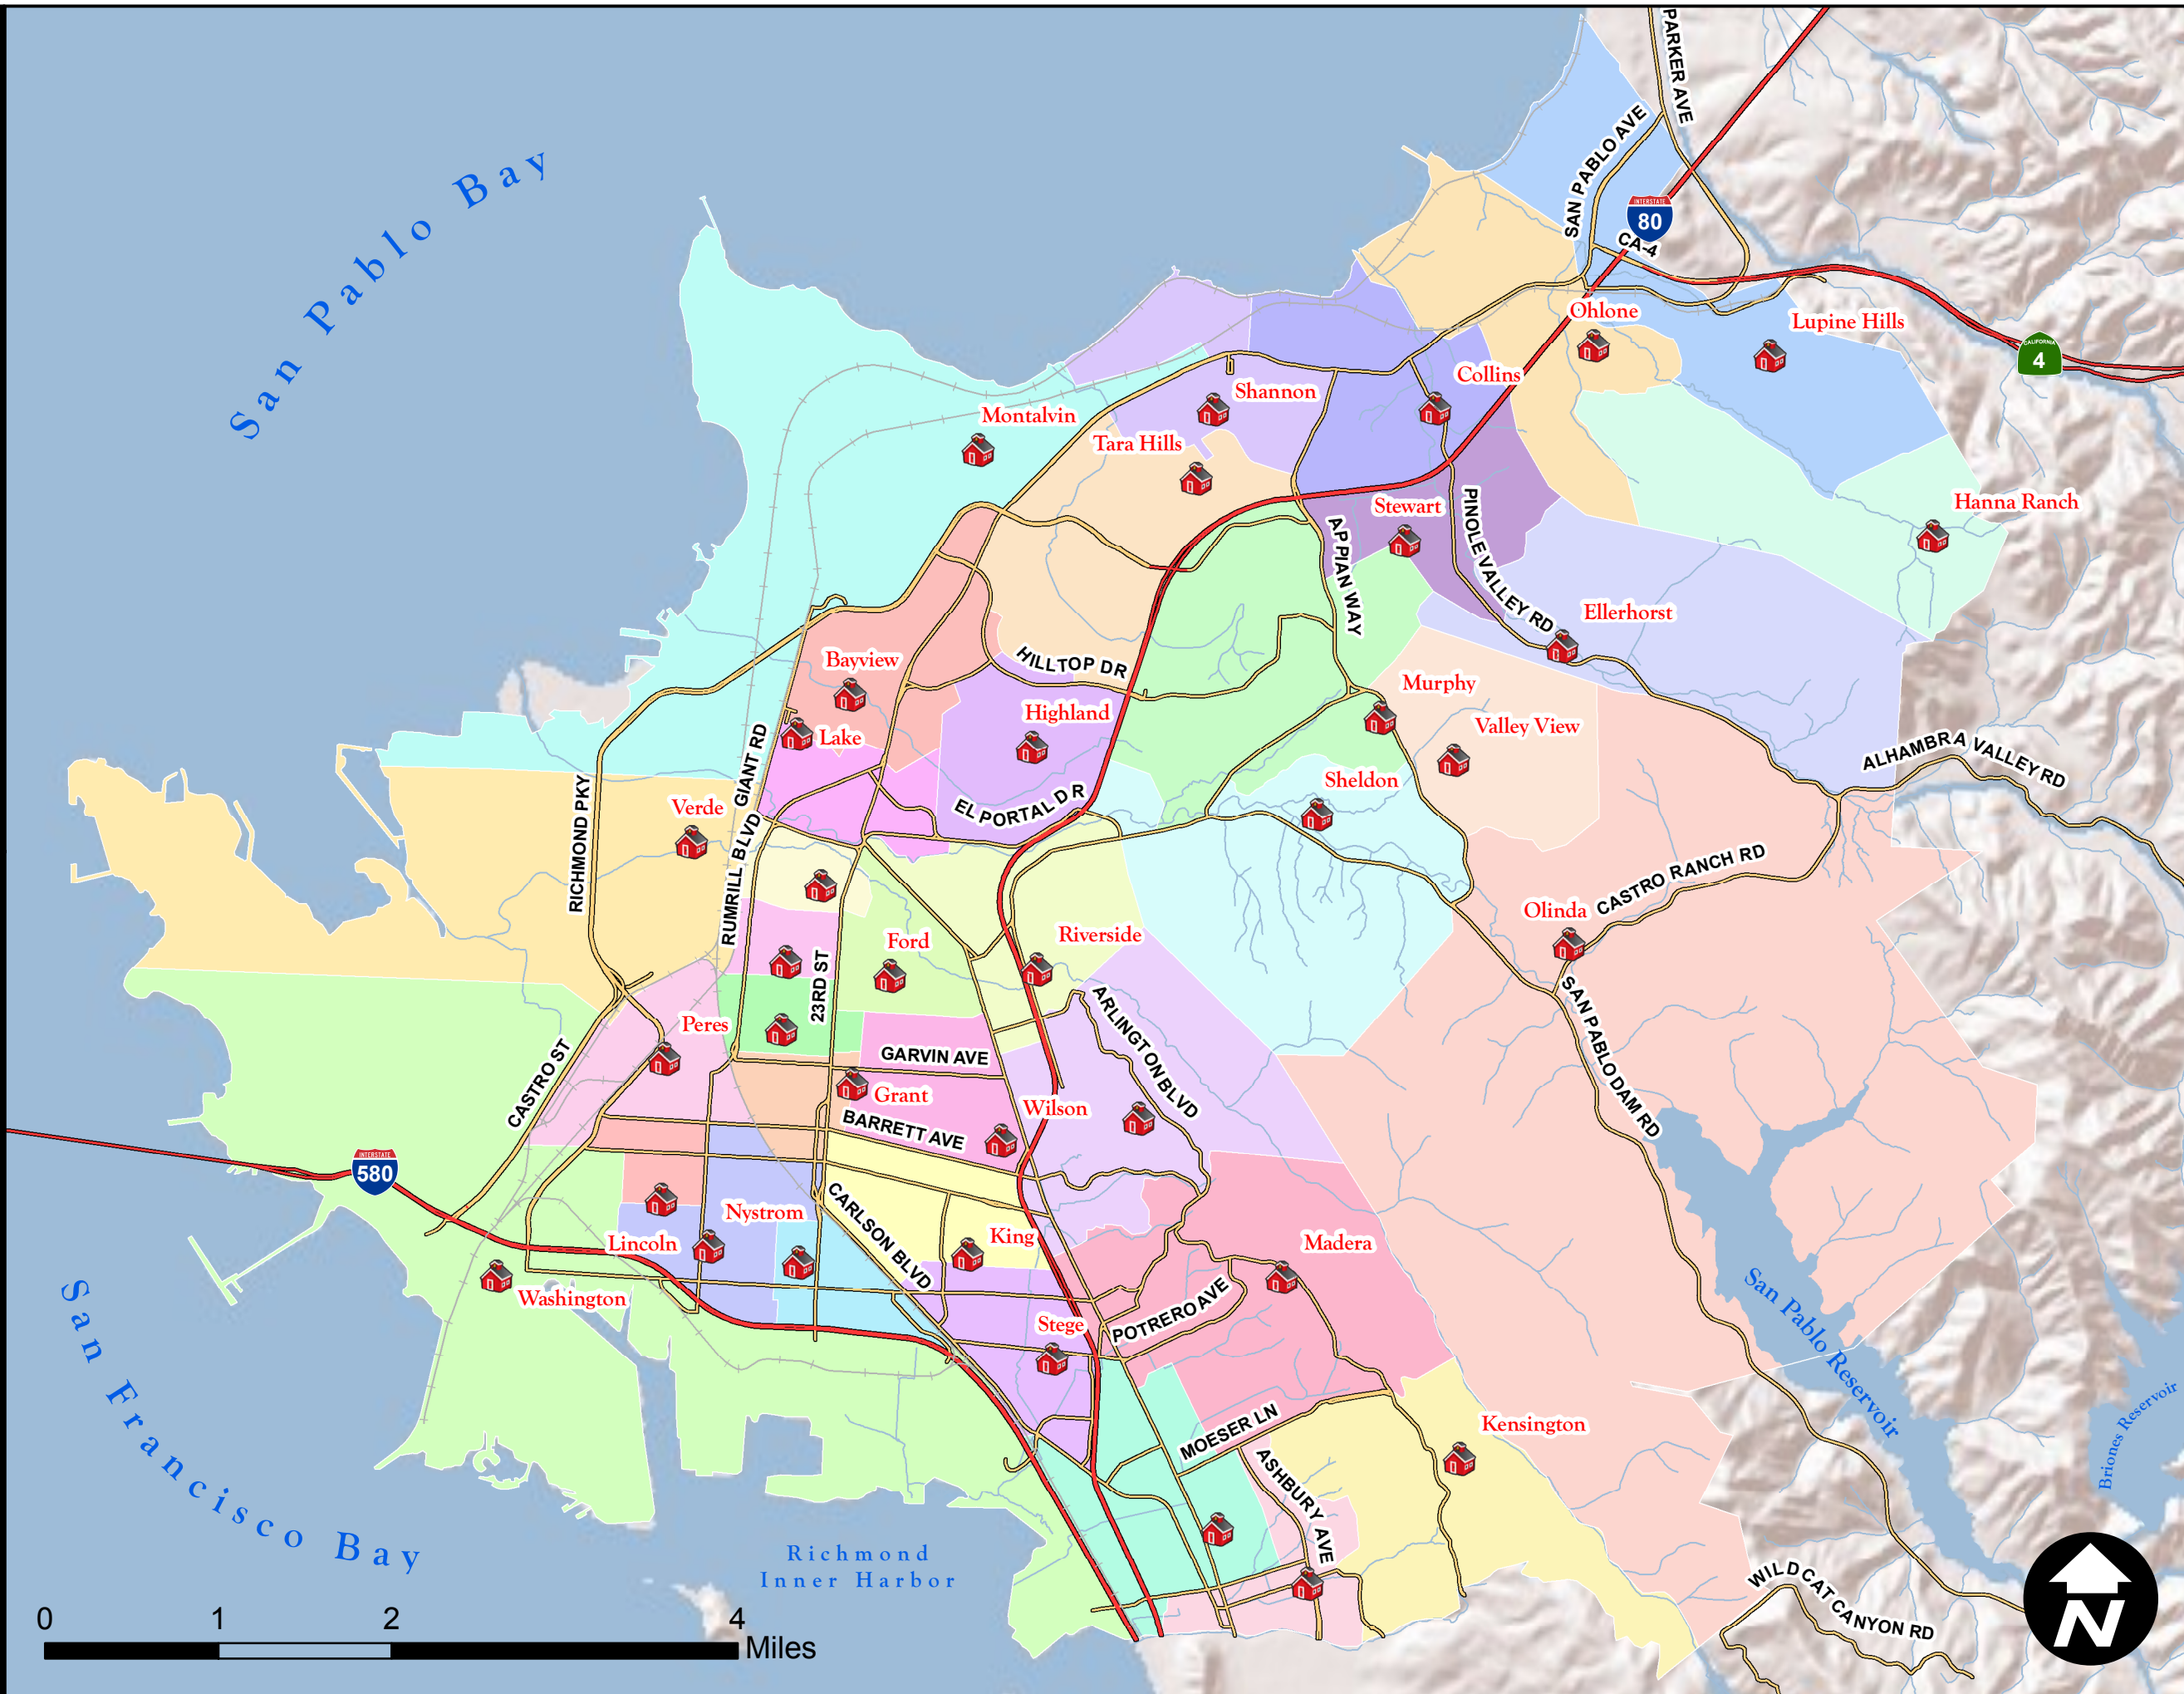 PARKER AVE
SAN PABLO AVE
San Pablo Bay
INTERSTATE
80
CA-4
Ohlone
Lupine Hills
CALIFORNIA
4
Collins
Shannon
Montalvin
Tara Hills
Stewart
Hanna Ranch
PINOLE VALLEY RD
APPIAN WAY
Ellerhorst
Bayview
HILLTOP DR
Murphy
Highland
Valley View
Lake
ALHAMBRA VALLEY RD
Sheldon
EL PORTAL DR
Verde
RICHMOND PKY
RUMRILL BLVD
GIANT RD
CASTRO RANCH RD
Olinda
Ford
Riverside
23RD ST
Peres
ARLINGTON BLVD
SAN PABLO DAM RD
GARVIN AVE
CASTRO ST
Grant
Wilson
BARRETT AVE
INTERSTATE
580
Nystrom
CARLSON BLVD
King
Lincoln
Madera
Washington
POTRERO AVE
Stege
San Pablo Reservoir
San Francisco Bay
MOESER LN
Kensington
Briones Reservoir
ASHBURY AVE
Richmond
Inner Harbor
WILDCAT CANYON RD
0 1 2 4
Miles
N